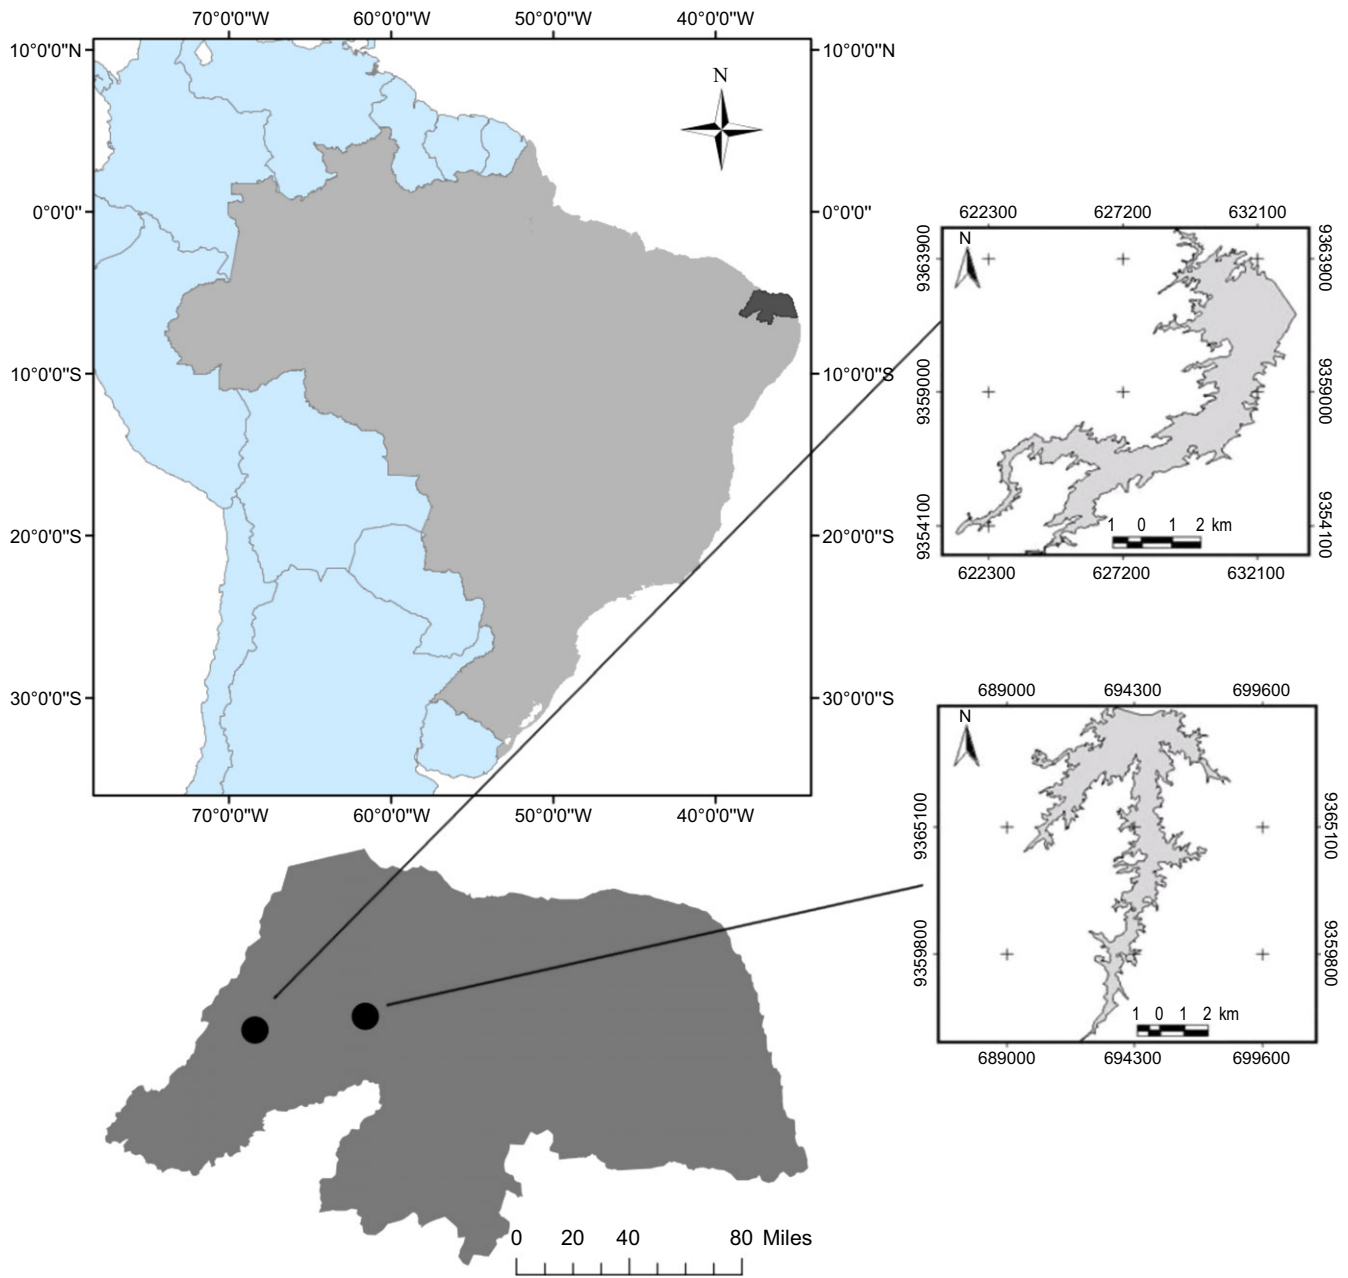 70°0'0"W 60°0'0"W 50°0'0"W 40°0'0"W
10°0'0"N 10°0'0"N
N
0°0'0" 0°0'0"
10°0'0"S 10°0'0"S
20°0'0"S 20°0'0"S
30°0'0"S 30°0'0"S
70°0'0"W 60°0'0"W 50°0'0"W 40°0'0"W
622300 627200 632100
N
9363900 9363900
9359000 9359000
9354100 9354100
1 0 1 2 km
622300 627200 632100
689000 694300 699600
N
9365100 9365100
9359800 9359800
1 0 1 2 km
689000 694300 699600
0 20 40 80 Miles